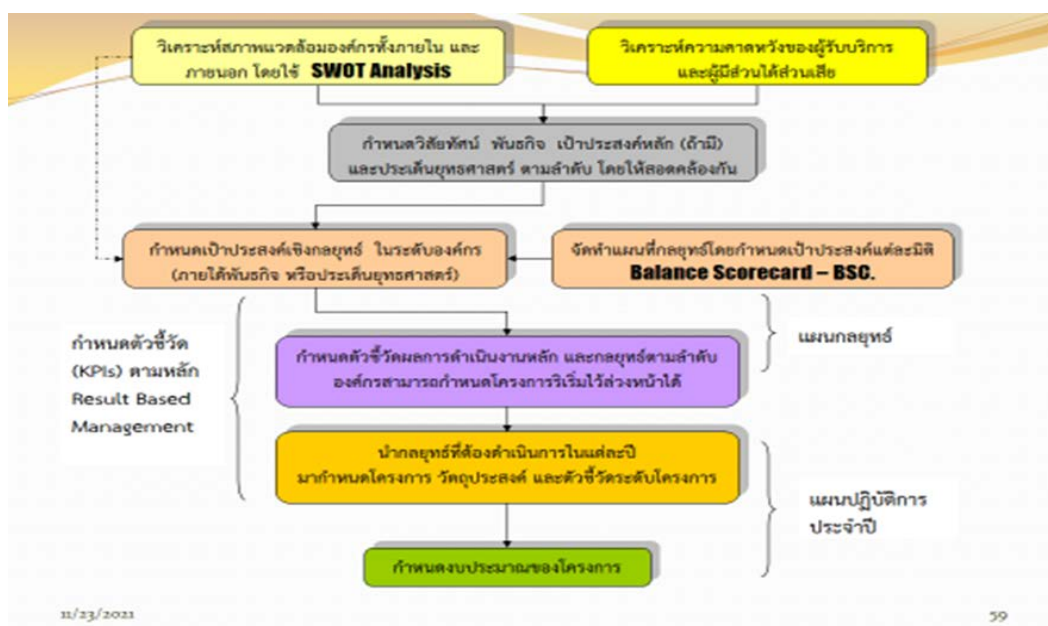 วิเคราะห์สภาพแวดล้อมองค์กรทั้งภายใน และ
ภายนอก โดยใช้ SWOT Analysis
วิเคราะห์ความคาดหวังของผู้รับบริการ
และผู้มีส่วนได้ส่วนเสีย
กำหนดวิสัยทัศน์ พันธกิจ เป้าประสงค์หลัก (ถ้ามี)
และประเด็นยุทธศาสตร์ ตามลำดับ โดยให้สอดคล้องกัน
กำหนดเป้าประสงค์เชิงกลยุทธ์ ในระดับองค์กร
(ภายใต้พันธกิจ หรือประเด็นยุทธศาสตร์)
จัดทำแผนที่กลยุทธ์โดยกำหนดเป้าประสงค์แต่ละมิติ
Balance Scorecard – BSC.
กำหนดตัวชี้วัด
(KPIs) ตามหลัก
Result Based
Management
กำหนดตัวชี้วัดผลการดำเนินงานหลัก และกลยุทธ์ตามลำดับ
องค์กรสามารถกำหนดโครงการริเริ่มไว้ล่วงหน้าได้
แผนกลยุทธ์
นำกลยุทธ์ที่ต้องดำเนินการในแต่ละปี
มากำหนดโครงการ วัตถุประสงค์ และตัวชี้วัดระดับโครงการ
แผนปฏิบัติการ
ประจำปี
กำหนดงบประมาณของโครงการ
11/23/2021
59